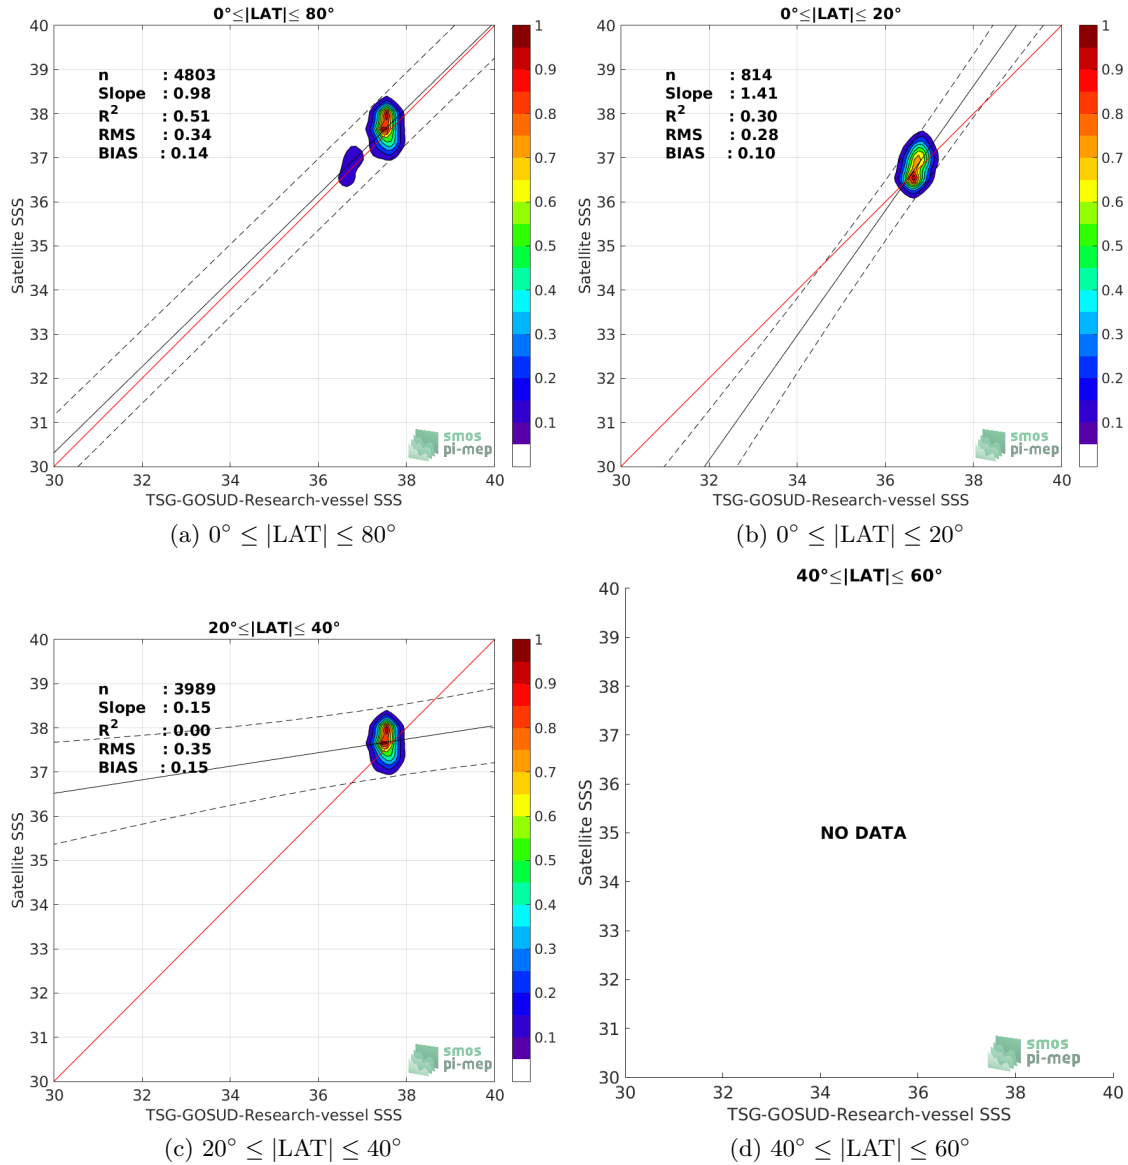 0°≤|LAT|≤ 80°
n : 4803
Slope : 0.98
R2 : 0.51
RMS : 0.34
BIAS : 0.14
Satellite SSS
40
39
38
37
36
35
34
33
32
31
30
30 32 34 36 38 40
TSG-GOSUD-Research-vessel SSS
1
0.9
0.8
0.7
0.6
0.5
0.4
0.3
0.2
0.1
smos
pi-mep
(a) 0° ≤ |LAT| ≤ 80°
0°≤|LAT|≤ 20°
n : 814
Slope : 1.41
R2 : 0.30
RMS : 0.28
BIAS : 0.10
Satellite SSS
40
39
38
37
36
35
34
33
32
31
30
30 32 34 36 38 40
TSG-GOSUD-Research-vessel SSS
1
0.9
0.8
0.7
0.6
0.5
0.4
0.3
0.2
0.1
smos
pi-mep
(b) 0° ≤ |LAT| ≤ 20°
20°≤|LAT|≤ 40°
n : 3989
Slope : 0.15
R2 : 0.00
RMS : 0.35
BIAS : 0.15
Satellite SSS
40
39
38
37
36
35
34
33
32
31
30
30 32 34 36 38 40
TSG-GOSUD-Research-vessel SSS
1
0.9
0.8
0.7
0.6
0.5
0.4
0.3
0.2
0.1
smos
pi-mep
(c) 20° ≤ |LAT| ≤ 40°
40°≤|LAT|≤ 60°
NO DATA
Satellite SSS
40
39
38
37
36
35
34
33
32
31
30
30 32 34 36 38 40
TSG-GOSUD-Research-vessel SSS
smos
pi-mep
(d) 40° ≤ |LAT| ≤ 60°